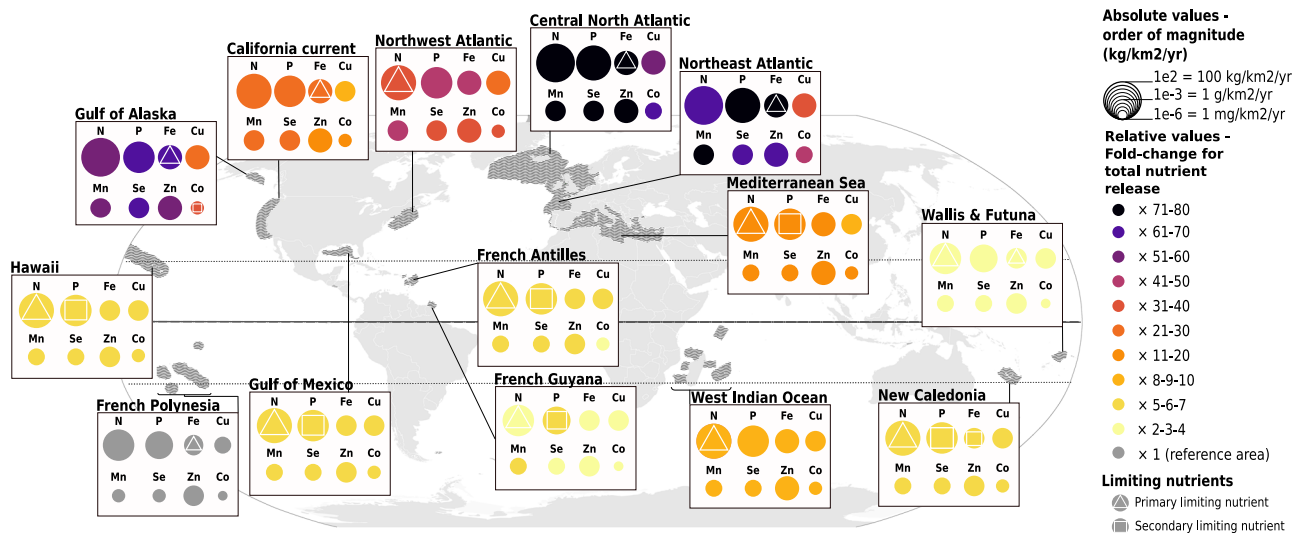 Central North Atlantic
N P Fe Cu
Mn Se Zn Co
Northwest Atlantic
N P Fe Cu
Mn Se Zn Co
California current
N P Fe Cu
Mn Se Zn Co
Northeast Atlantic
N P Fe Cu
Mn Se Zn Co
Gulf of Alaska
N P Fe Cu
Mn Se Zn Co
Mediterranean Sea
N P Fe Cu
Mn Se Zn Co
Wallis & Futuna
N P Fe Cu
Mn Se Zn Co
French Antilles
N P Fe Cu
Mn Se Zn Co
Hawaii
N P Fe Cu
Mn Se Zn Co
French Polynesia
N P Fe Cu
Mn Se Zn Co
Gulf of Mexico
N P Fe Cu
Mn Se Zn Co
French Guyana
N P Fe Cu
Mn Se Zn Co
West Indian Ocean
N P Fe Cu
Mn Se Zn Co
New Caledonia
N P Fe Cu
Mn Se Zn Co
Absolute values -
order of magnitude
(kg/km2/yr)
1e2 = 100 kg/km2/yr
1e-3 = 1 g/km2/yr
1e-6 = 1 mg/km2/yr
Relative values -
Fold-change for
total nutrient
release
× 71-80
× 61-70
× 51-60
× 41-50
× 31-40
× 21-30
× 11-20
× 8-9-10
× 5-6-7
× 2-3-4
× 1 (reference area)
Limiting nutrients
Primary limiting nutrient
Secondary limiting nutrient